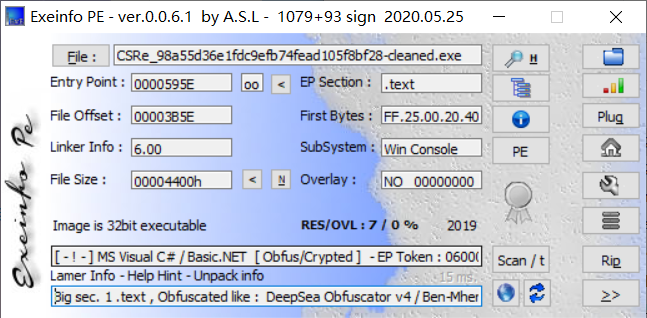 Exeinfo PE - ver.0.0.6.1 by A.S.L - 1079+93 sign 2020.05.25
File : CSRe_98a55d36e1fdc9efb74fead105f8bf28-cleaned.exe H
Entry Point : 0000595E oo < EP Section : .text
File Offset : 00003B5E First Bytes : FF.25.00.20.40 Plug
Linker Info : 6.00 SubSystem : Win Console PE
File Size : 00004400h < N Overlay : NO 00000000
Image is 32bit executable RES/OVL : 7 / 0 % 2019
[ - ! - ] MS Visual C# / Basic.NET [ Obfus/Crypted ] - EP Token : 0600 Scan / t Rip
Lamer Info - Help Hint - Unpack info 15 ms.
Big sec. 1 .text , Obfuscated like : DeepSea Obfuscator v4 / Ben-Mher >>
Exeinfo Pe